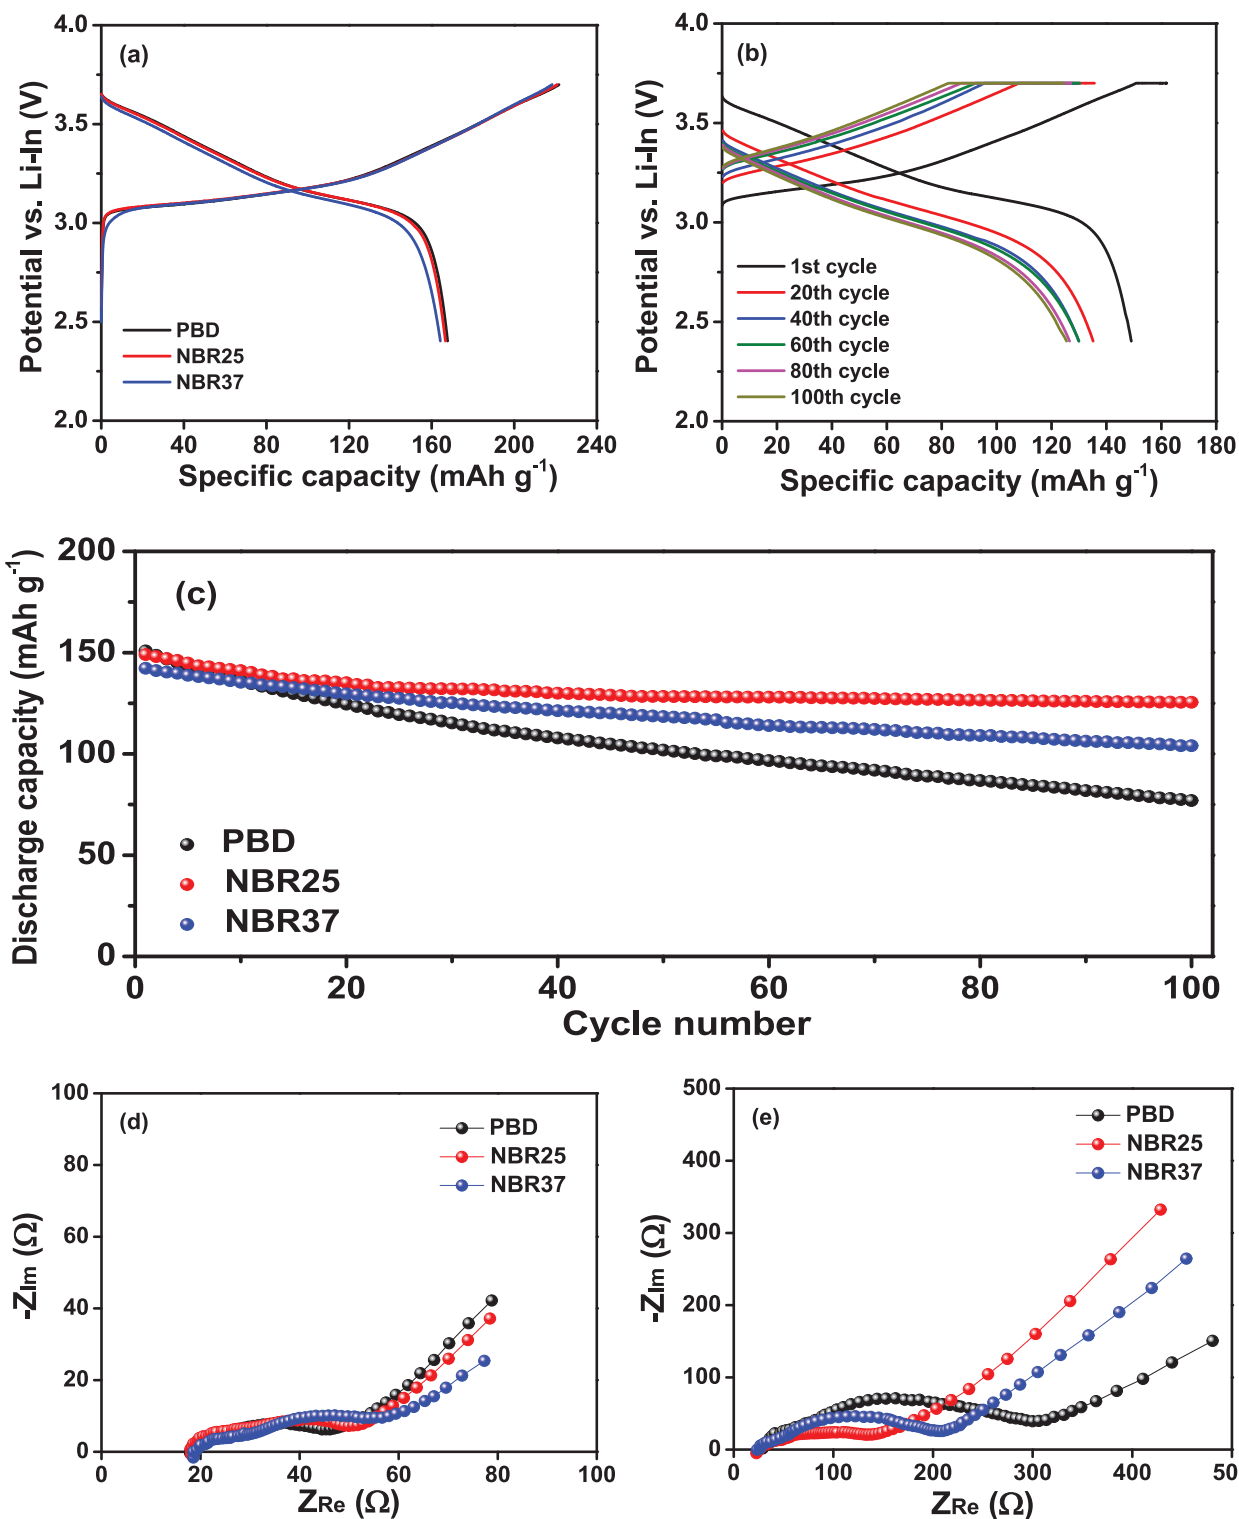 (a)
Potential vs. Li-In (V)
4.0
3.5
3.0
2.5
2.0
PBD
NBR25
NBR37
0 40 80 120 160 200 240
Specific capacity (mAh g-1)
(b)
Potential vs. Li-In (V)
4.0
3.5
3.0
2.5
2.0
1st cycle
20th cycle
40th cycle
60th cycle
80th cycle
100th cycle
0 20 40 60 80 100 120 140 160 180
Specific capacity (mAh g-1)
(c)
Discharge capacity (mAh g-1)
200
150
100
50
0
PBD
NBR25
NBR37
0 20 40 60 80 100
Cycle number
(d)
-ZIm (Ω)
100
80
60
40
20
0
PBD
NBR25
NBR37
0 20 40 60 80 100
ZRe (Ω)
(e)
-ZIm (Ω)
500
400
300
200
100
0
PBD
NBR25
NBR37
0 100 200 300 400 50
ZRe (Ω)